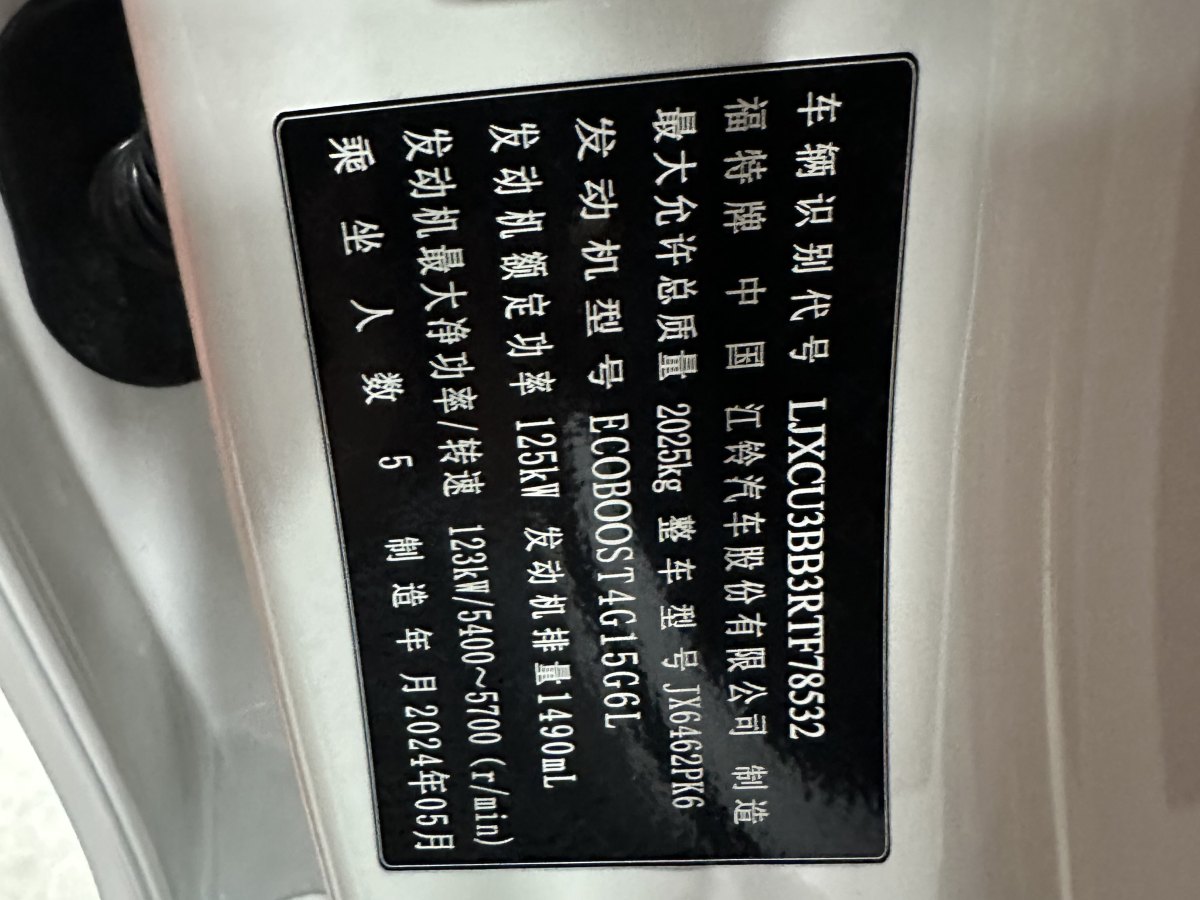 车辆识别代号 LJXCU3BB3RTF78532
福特牌 中国 江铃汽车股份有限公司 制造
最大允许总质量 2025kg 整车型号 JX6462PK6
发动机型号 ECOBOOST4G15G6L
发动机额定功率 125kW 发动机排量1490mL
发动机最大净功率/转速 123kW/5400~5700(r/min)
乘坐人数 5 制造年月2024年05月